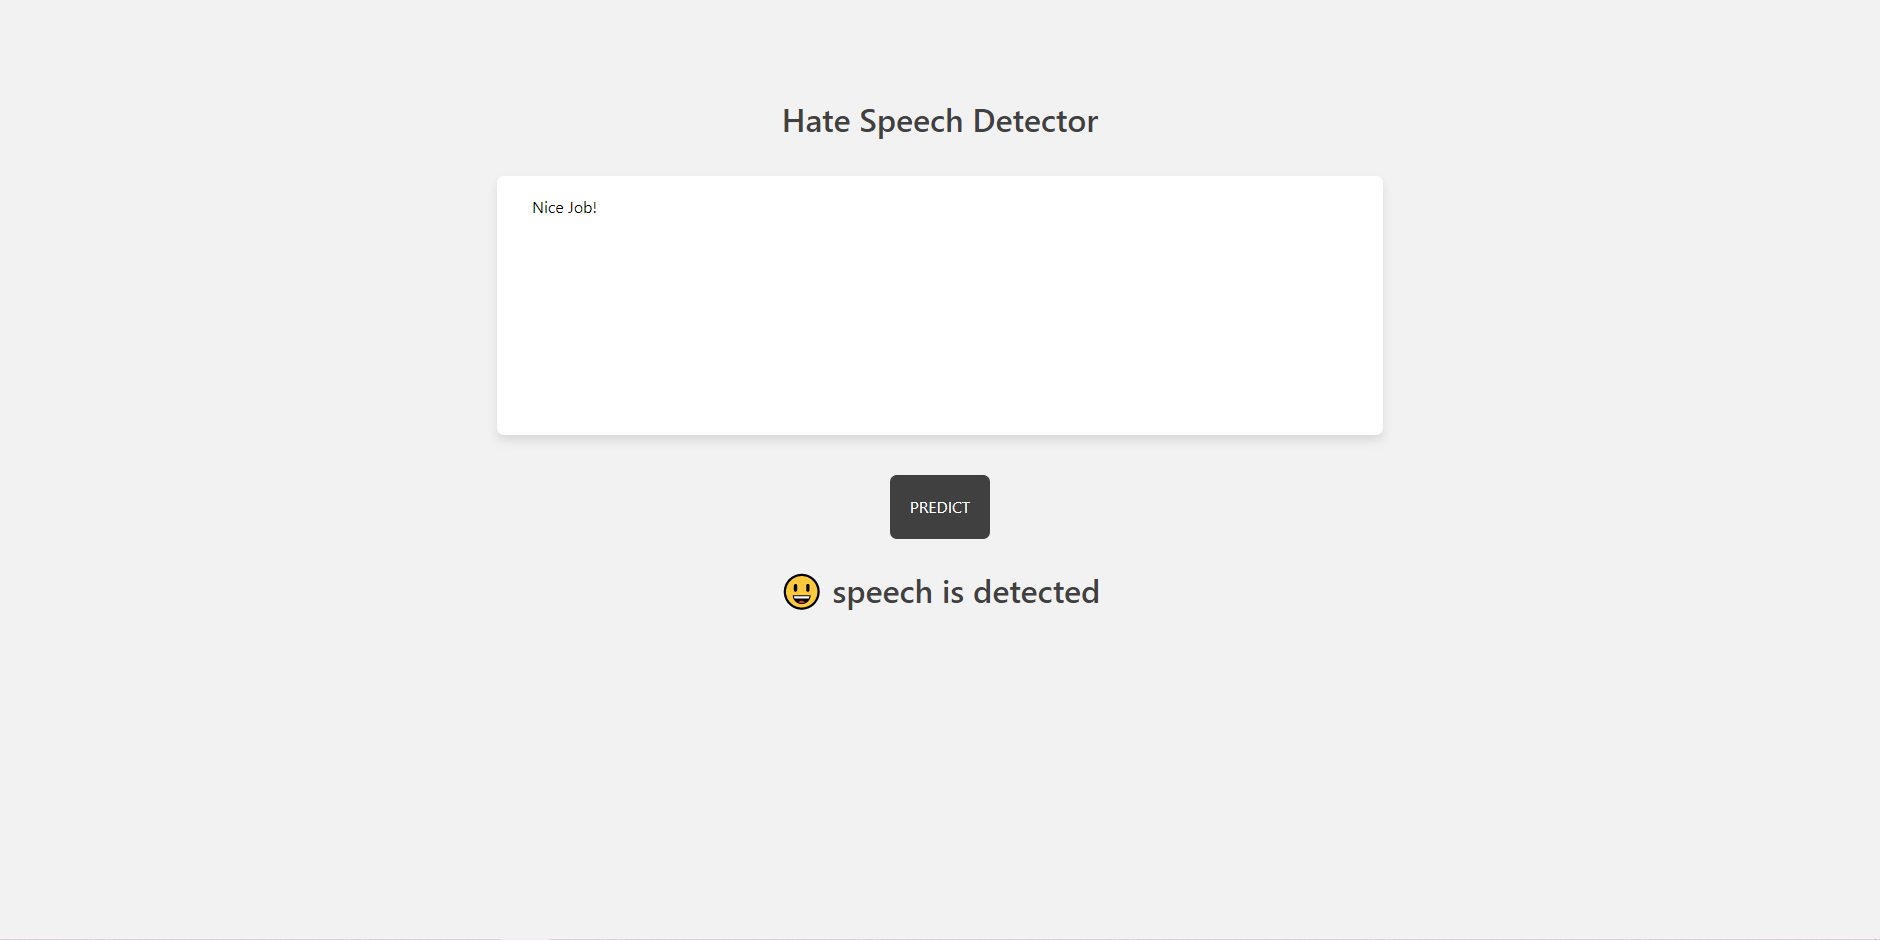 Hate Speech Detector
Nice Job!
PREDICT
😃 speech is detected